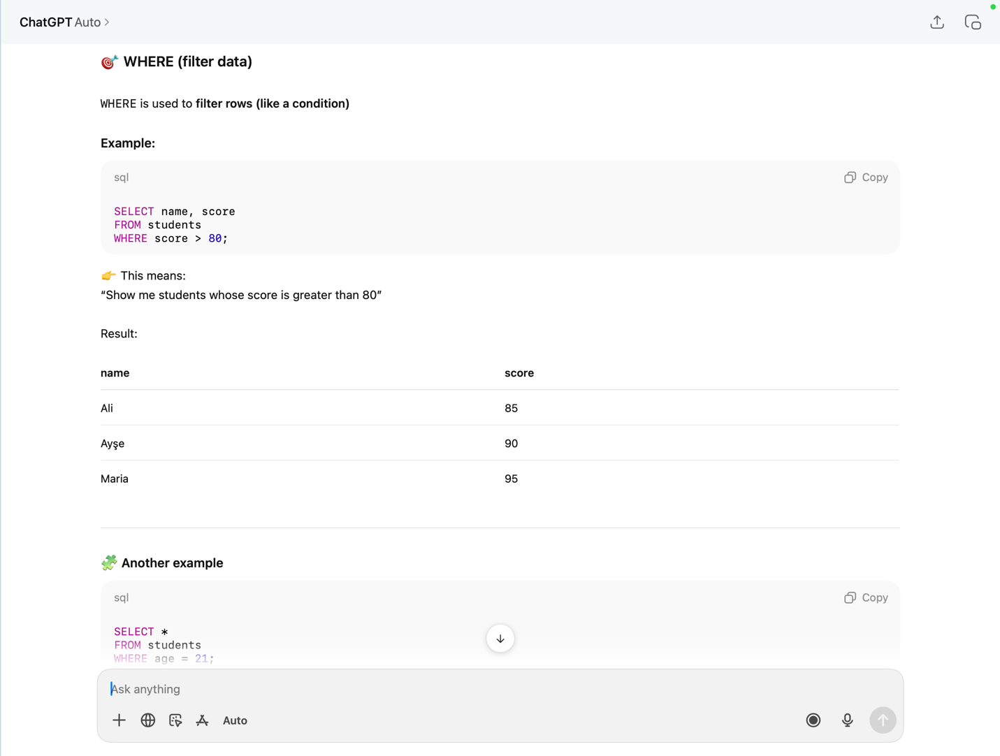 ChatGPT Auto >
🎯 WHERE (filter data)
WHERE is used to filter rows (like a condition)
Example:
sql
Copy
SELECT name, score
FROM students
WHERE score > 80;
👉 This means:
“Show me students whose score is greater than 80”
Result:
name score
Ali 85
Ayşe 90
Maria 95
🧩 Another example
sql
Copy
SELECT *
FROM students
WHERE age = 21;
Ask anything
Auto